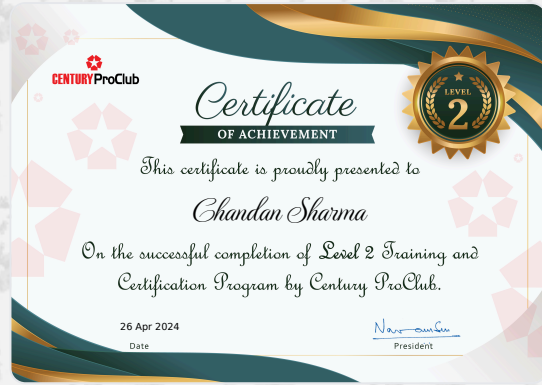 CENTURY ProClub
Certificate
OF ACHIEVEMENT
LEVEL
2
This certificate is proudly presented to
Chandan Sharma
On the successful completion of Level 2 Training and
Certification Program by Century ProClub.
26 Apr 2024
Date
President